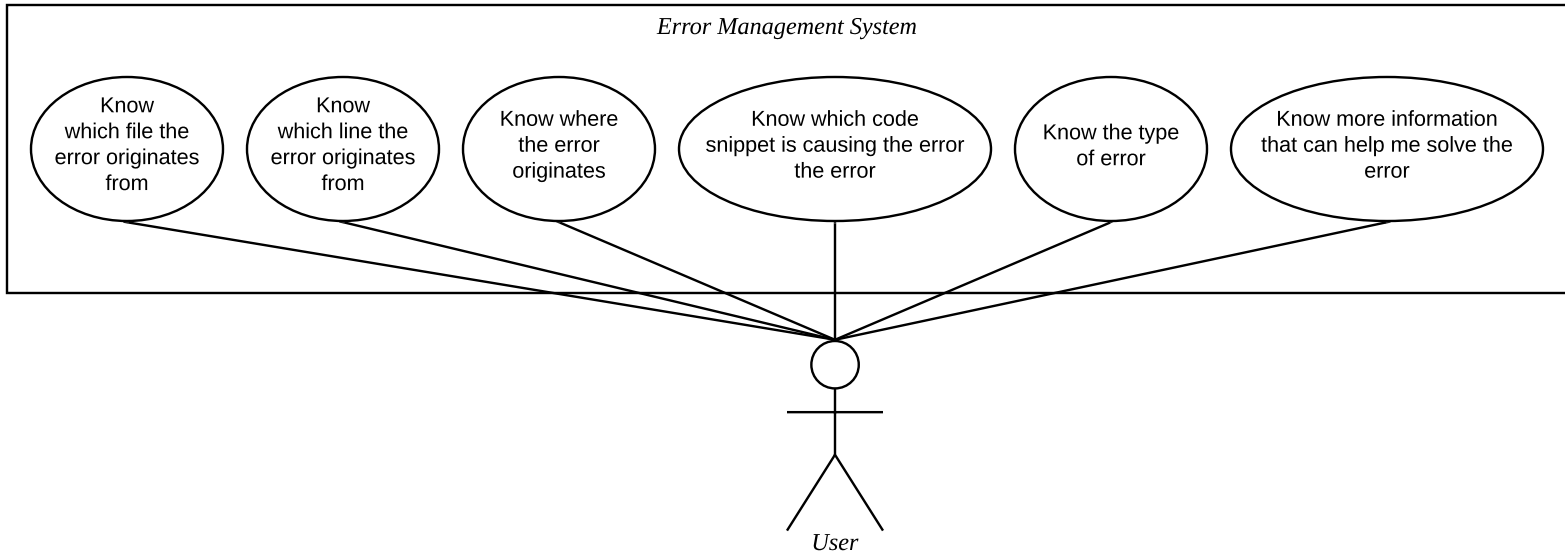 Error Management System
Know
which file the
error originates
from
Know
which line the
error originates
from
Know where
the error
originates
Know which code
snippet is causing the error
the error
Know the type
of error
Know more information
that can help me solve the
error
User